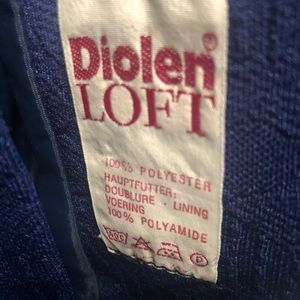 Diolen®
LOFT
100% POLYESTER
HAUPTFUTTER:
DOUBLURE · LINING
VOERING
100% POLYAMIDE